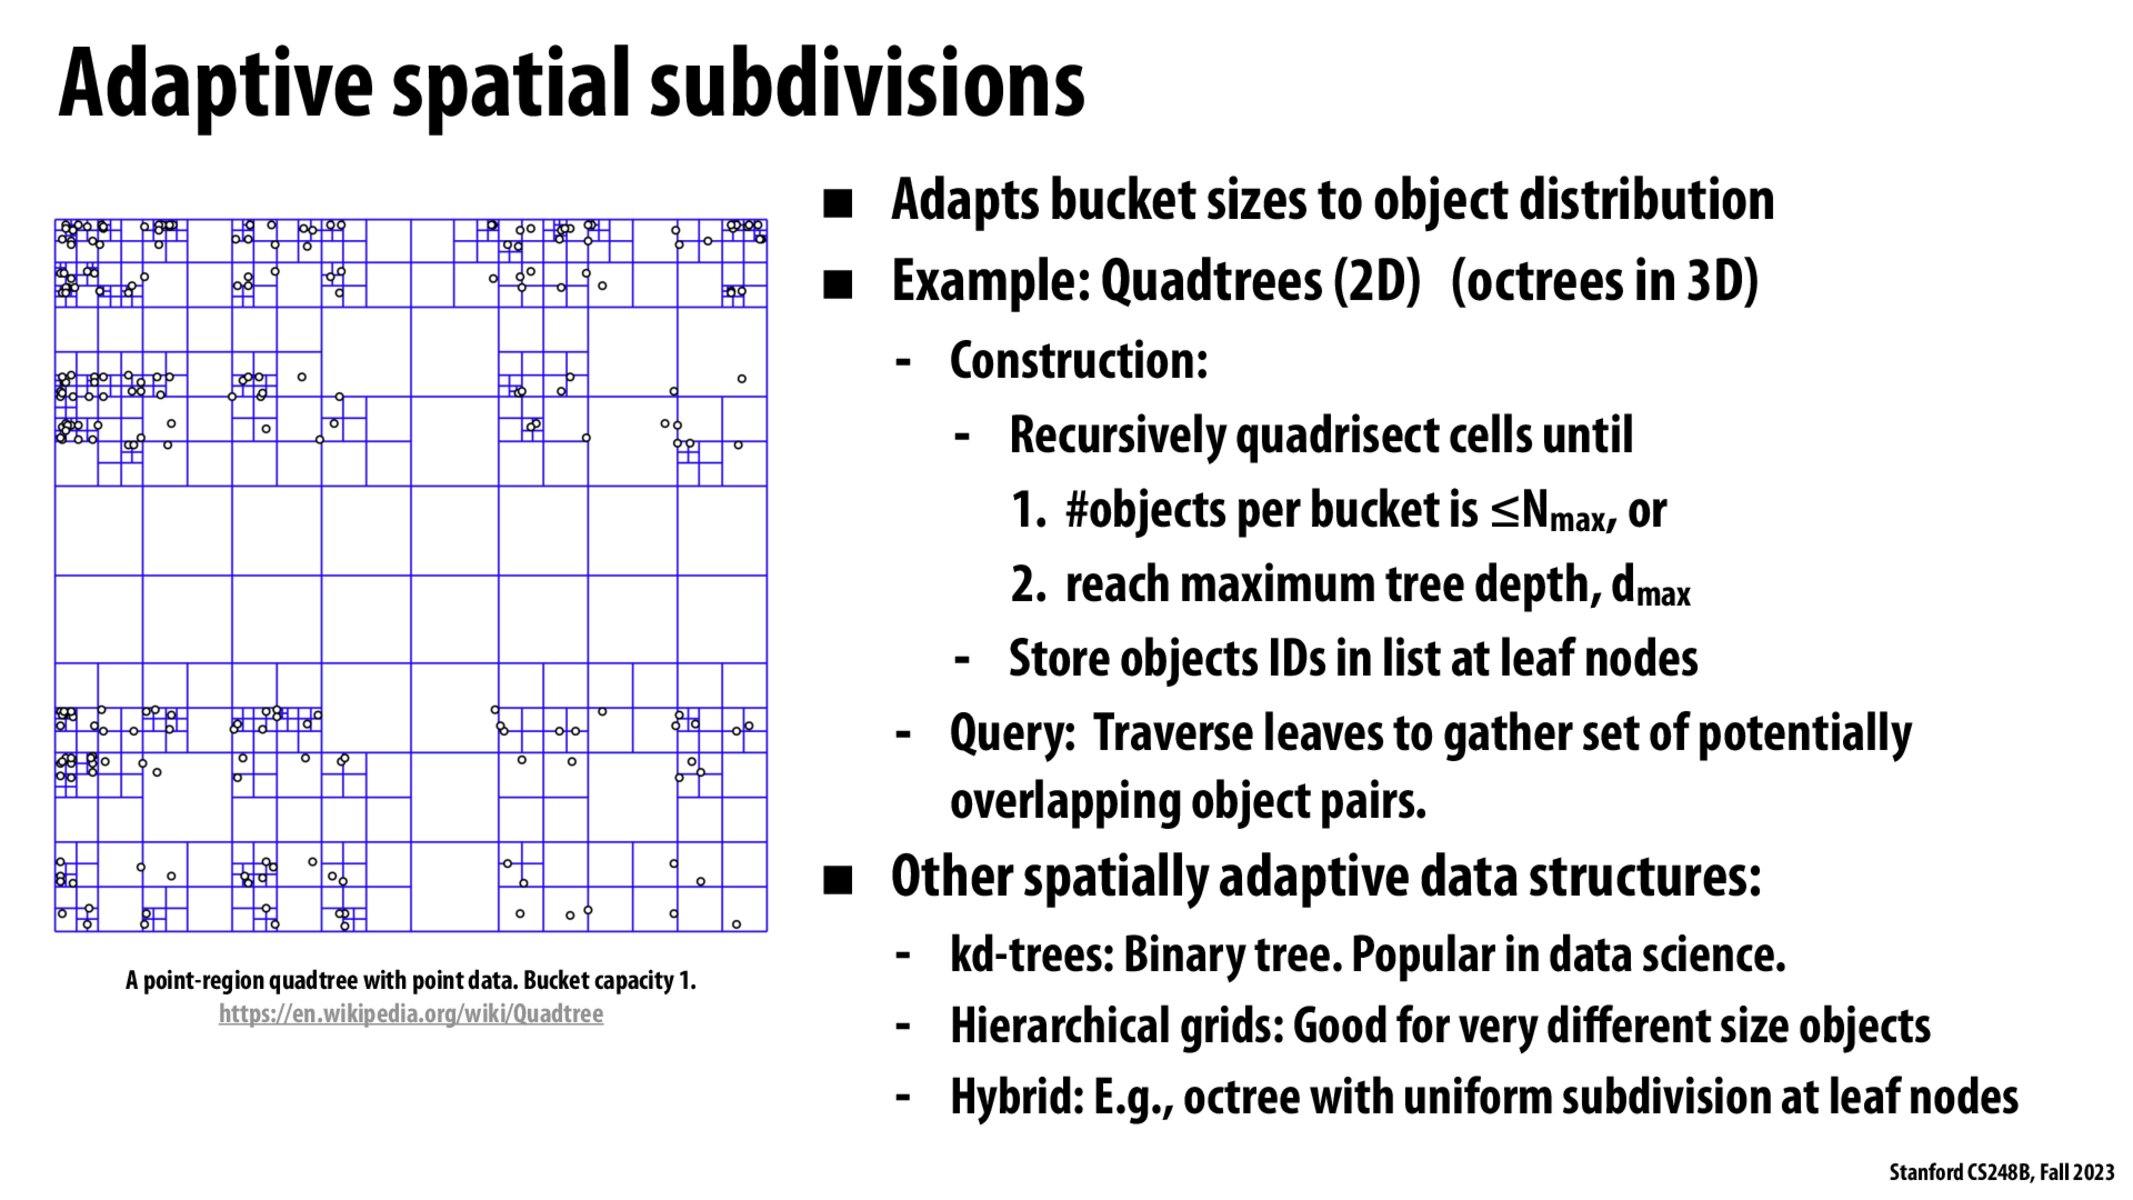 Adaptive spatial subdivisions
■ Adapts bucket sizes to object distribution
■ Example: Quadtrees (2D) (octrees in 3D)
- Construction:
- Recursively quadrisect cells until
1. #objects per bucket is ≤Nmax, or
2. reach maximum tree depth, dmax
- Store objects IDs in list at leaf nodes
- Query: Traverse leaves to gather set of potentially
overlapping object pairs.
■ Other spatially adaptive data structures:
- kd-trees: Binary tree. Popular in data science.
- Hierarchical grids: Good for very different size objects
- Hybrid: E.g., octree with uniform subdivision at leaf nodes
A point-region quadtree with point data. Bucket capacity 1.
https://en.wikipedia.org/wiki/Quadtree
Stanford CS248B, Fall 2023